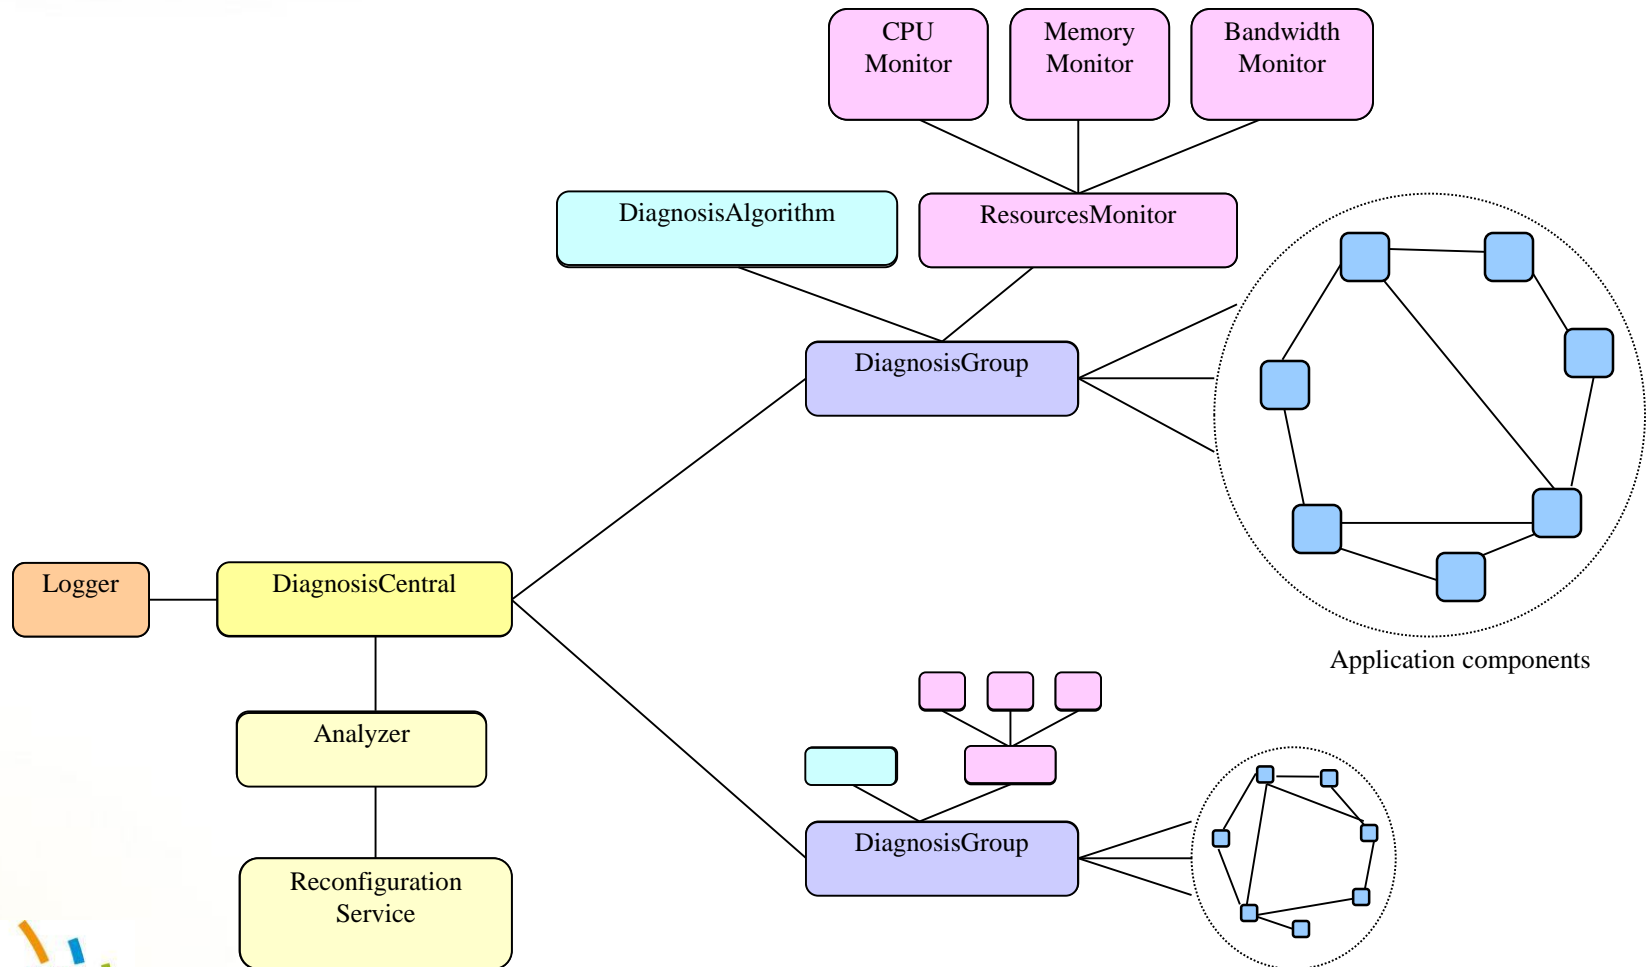 CPU
Monitor
Memory
Monitor
Bandwidth
Monitor
DiagnosisAlgorithm
ResourcesMonitor
DiagnosisGroup
Logger
DiagnosisCentral
Application components
Analyzer
DiagnosisGroup
Reconfiguration
Service